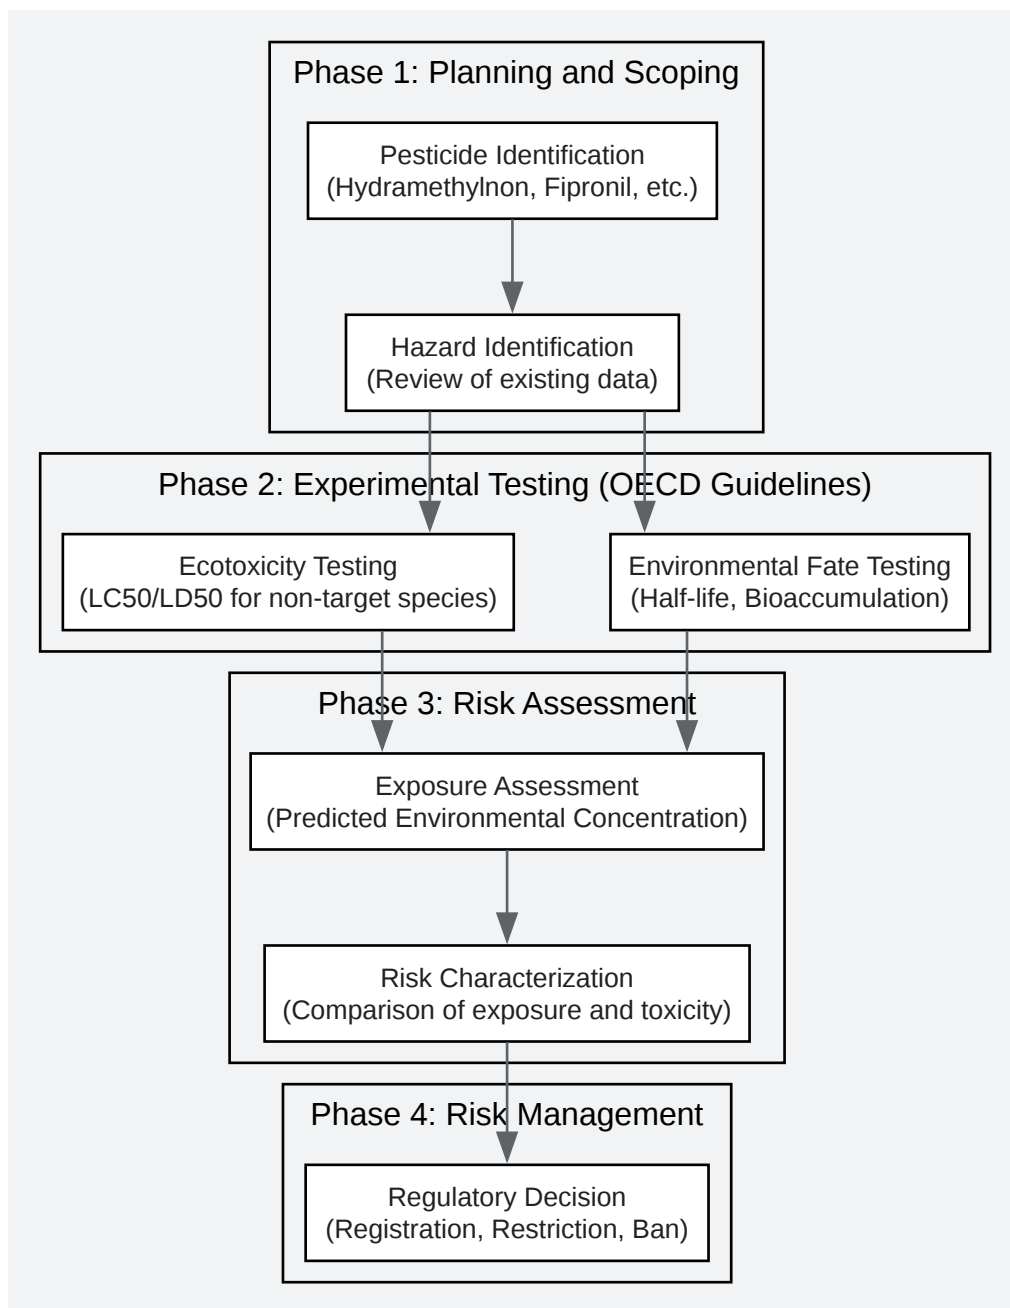 Phase 1: Planning and Scoping
Pesticide Identification
(Hydramethylnon, Fipronil, etc.)
Hazard Identification
(Review of existing data)
Phase 2: Experimental Testing (OECD Guidelines)
Ecotoxicity Testing
(LC50/LD50 for non-target species)
Environmental Fate Testing
(Half-life, Bioaccumulation)
Phase 3: Risk Assessment
Exposure Assessment
(Predicted Environmental Concentration)
Risk Characterization
(Comparison of exposure and toxicity)
Phase 4: Risk Management
Regulatory Decision
(Registration, Restriction, Ban)